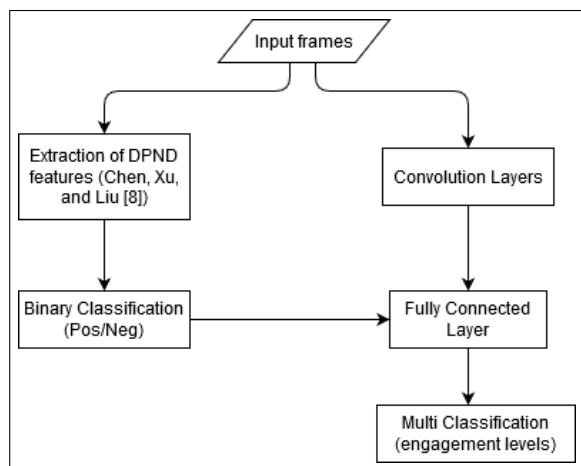 Input frames
Extraction of DPND
features (Chen, Xu,
and Liu [8])
Convolution Layers
Binary Classification
(Pos/Neg)
Fully Connected
Layer
Multi Classification
(engagement levels)